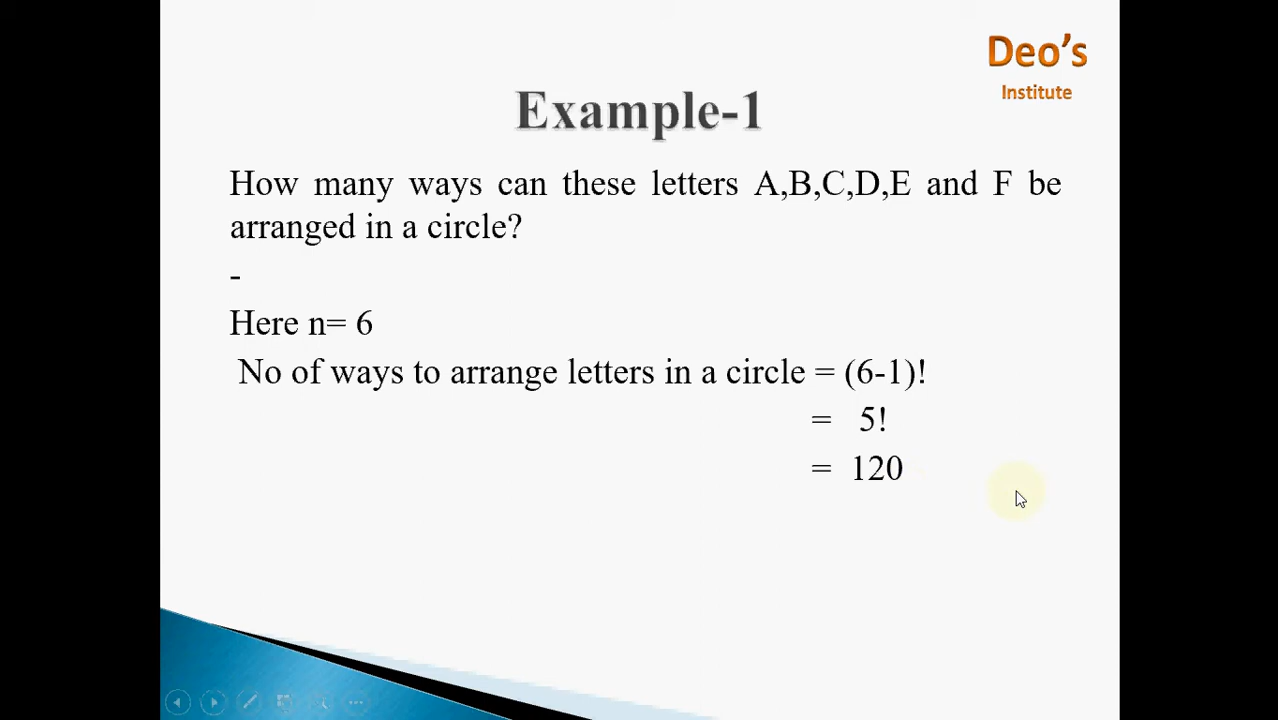 Deo's
Institute
Example-1
How many ways can these letters A,B,C,D,E and F be
arranged in a circle?
-
Here n= 6
No of ways to arrange letters in a circle = (6-1)!
= 5!
= 120